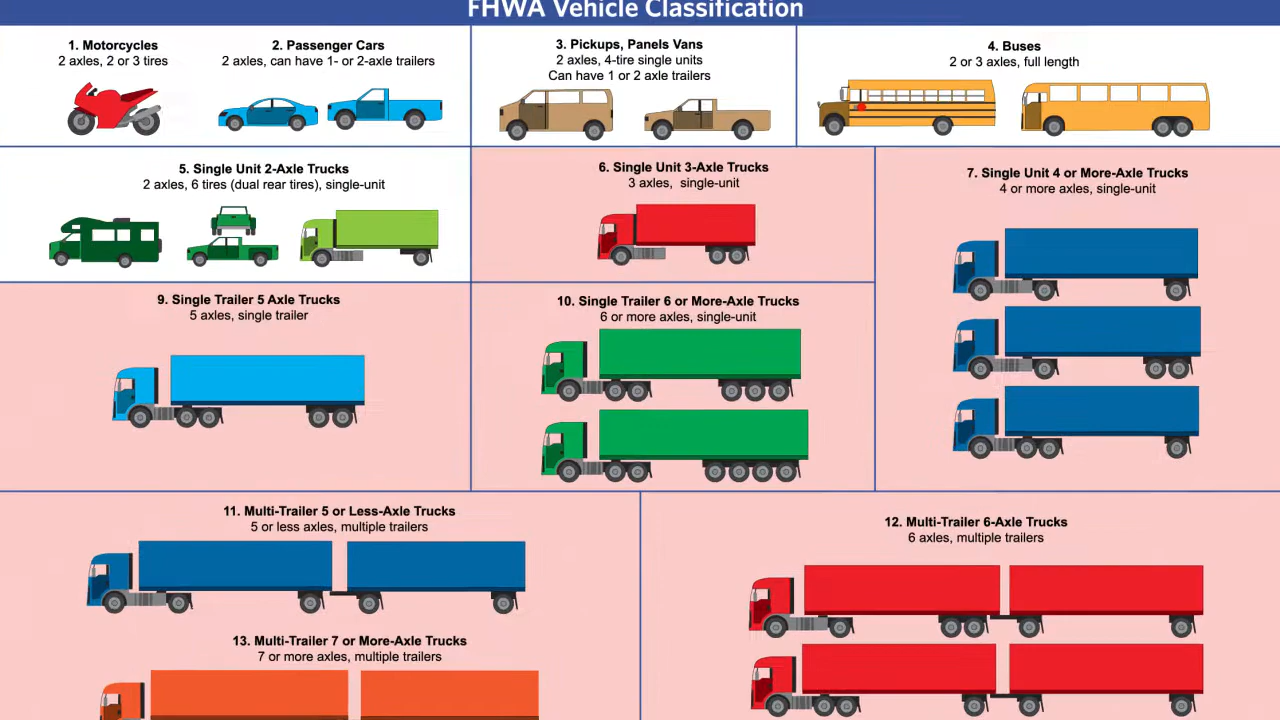 FHWA Vehicle Classification
1. Motorcycles
2 axles, 2 or 3 tires
2. Passenger Cars
2 axles, can have 1- or 2-axle trailers
3. Pickups, Panels Vans
2 axles, 4-tire single units
Can have 1 or 2 axle trailers
4. Buses
2 or 3 axles, full length
5. Single Unit 2-Axle Trucks
2 axles, 6 tires (dual rear tires), single-unit
6. Single Unit 3-Axle Trucks
3 axles, single-unit
7. Single Unit 4 or More-Axle Trucks
4 or more axles, single-unit
9. Single Trailer 5 Axle Trucks
5 axles, single trailer
10. Single Trailer 6 or More-Axle Trucks
6 or more axles, single-unit
11. Multi-Trailer 5 or Less-Axle Trucks
5 or less axles, multiple trailers
12. Multi-Trailer 6-Axle Trucks
6 axles, multiple trailers
13. Multi-Trailer 7 or More-Axle Trucks
7 or more axles, multiple trailers